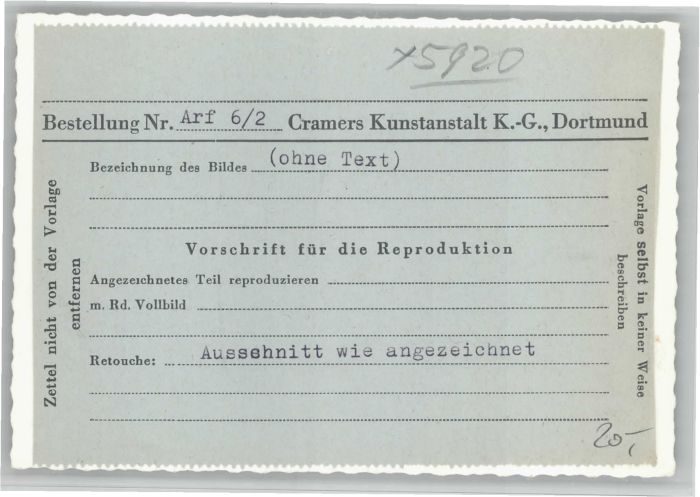 x5920
Bestellung Nr. Arf 6/2 Cramers Kunstanstalt K.-G., Dortmund
Bezeichnung des Bildes (ohne Text)
Vorschrift für die Reproduktion
Angezeichnetes Teil reproduzieren
m. Rd. Vollbild
Retouche: Ausschnitt wie angezeichnet
Zettel nicht von der Vorlage
entfernen
Vorlage selbst in keiner Weise
beschreiben
20,-